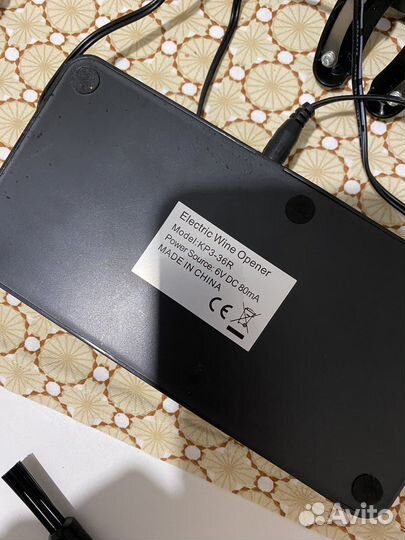 Electric Wine Opener
Model: KP3-36R
Power Source: 6V DC 80mA
MADE IN CHINA
CE
Avito